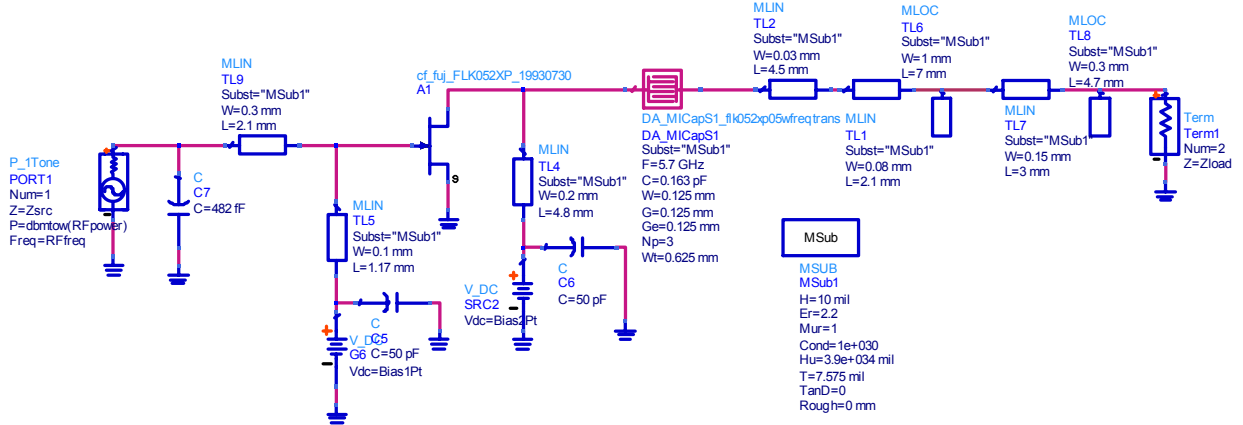 P_1Tone
PORT1
Num=1
Z=Zsrc
P=dbmtow(RFpower)
Freq=RFfreq
C
C7
C=482 fF
MLIN
TL9
Subst="MSub1"
W=0.3 mm
L=2.1 mm
MLIN
TL5
Subst="MSub1"
W=0.1 mm
L=1.17 mm
C
C5
C=50 pF
V_DC
G6
Vdc=Bias1Pt
cf_fuj_FLK052XP_19930730
A1
S
MLIN
TL4
Subst="MSub1"
W=0.2 mm
L=4.8 mm
V_DC
SRC2
Vdc=Bias2Pt
C
C6
C=50 pF
DA_MICapS1_flk052xp05wfreqtrans
DA_MICapS1
Subst="MSub1"
F=5.7 GHz
C=0.163 pF
W=0.125 mm
G=0.125 mm
Ge=0.125 mm
Np=3
Wt=0.625 mm
MLIN
TL2
Subst="MSub1"
W=0.03 mm
L=4.5 mm
MLIN
TL1
Subst="MSub1"
W=0.08 mm
L=2.1 mm
MLOC
TL6
Subst="MSub1"
W=1 mm
L=7 mm
MLIN
TL7
Subst="MSub1"
W=0.15 mm
L=3 mm
MLOC
TL8
Subst="MSub1"
W=0.3 mm
L=4.7 mm
Term
Term1
Num=2
Z=Zload
MSub
MSUB
MSub1
H=10 mil
Er=2.2
Mur=1
Cond=1e+030
Hu=3.9e+034 mil
T=7.575 mil
TanD=0
Rough=0 mm